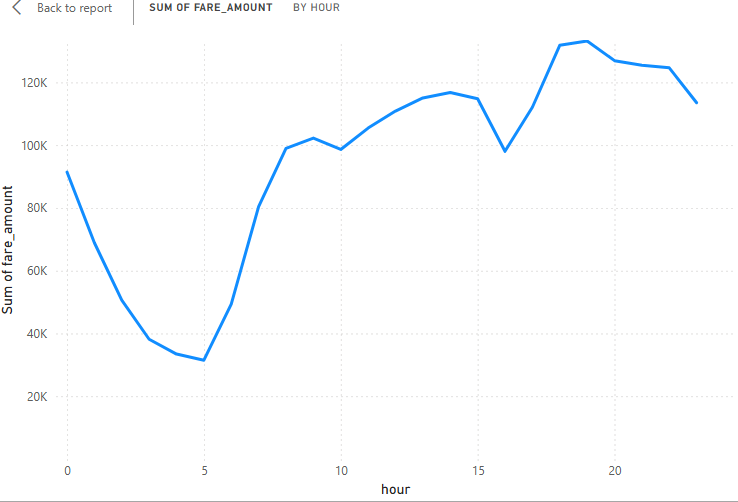 Back to report SUM OF FARE_AMOUNT BY HOUR
120K
100K
80K
60K
40K
20K
Sum of fare_amount
0 5 10 15 20
hour